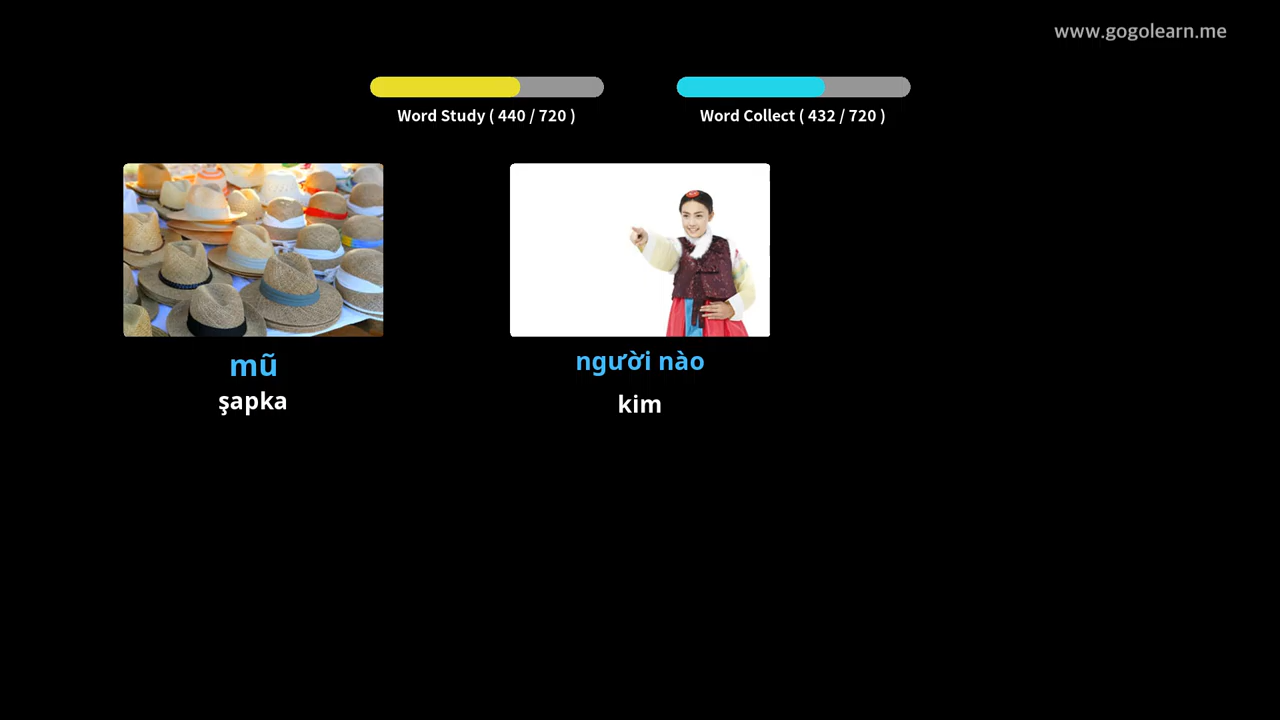 www.gogolearn.me
Word Study ( 440 / 720 )
Word Collect ( 432 / 720 )
mũ
şapka
người nào
kim